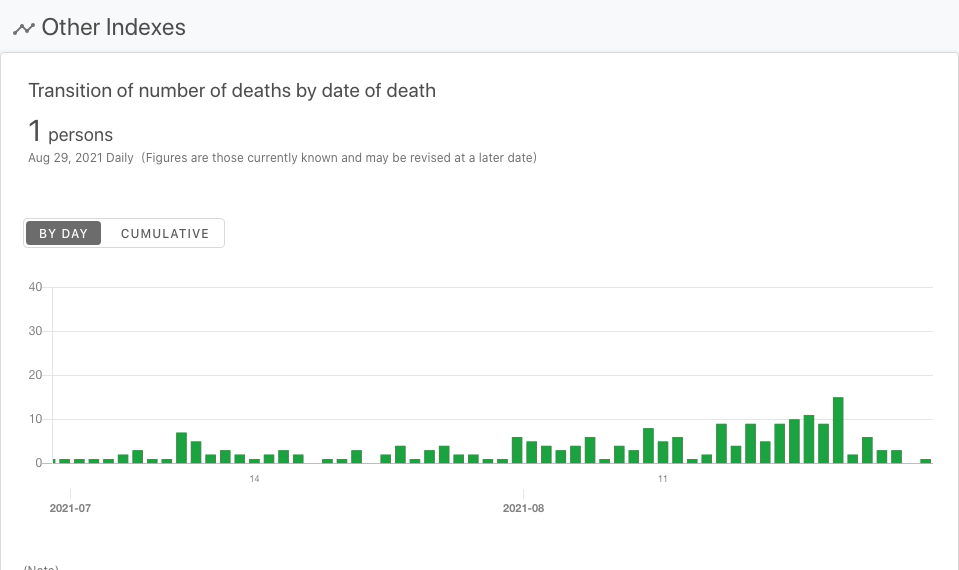 Other Indexes
Transition of number of deaths by date of death
1 persons
Aug 29, 2021 Daily (Figures are those currently known and may be revised at a later date)
BY DAY CUMULATIVE
40
30
20
10
0
14 11
2021-07 2021-08
(Note)